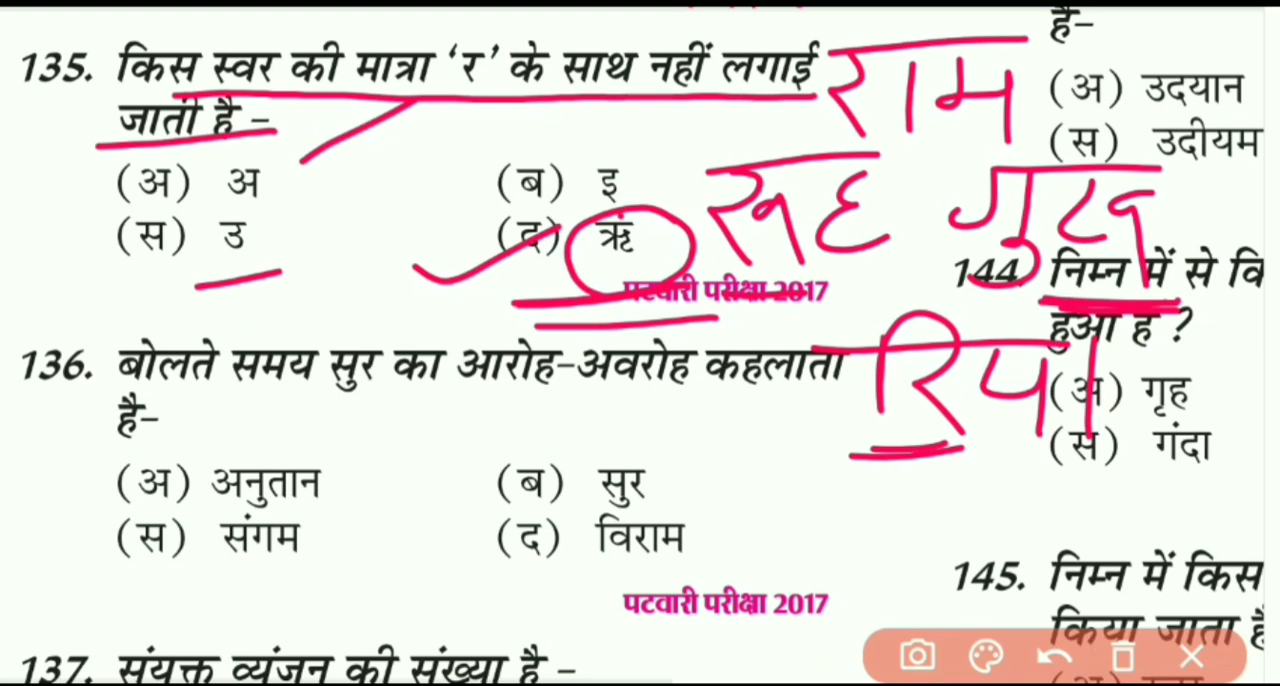 135. किस स्वर की मात्रा ‘र’ के साथ नहीं लगाई
जाती है -
(अ) अ
(ब) इ
(स) उ
(द) ऋ
पटवारी परीक्षा 2017
136. बोलते समय सुर का आरोह-अवरोह कहलाता
है-
(अ) अनुतान
(ब) सुर
(स) संगम
(द) विराम
पटवारी परीक्षा 2017
137. संयक्त व्यंजन की संख्या है -
राम
रिया
है-
(अ) उदयान
(स) उदीयम
144. निम्न में से वि
हुआ है ?
(अ) गृह
(स) गंदा
145. निम्न में किस
किया जाता है